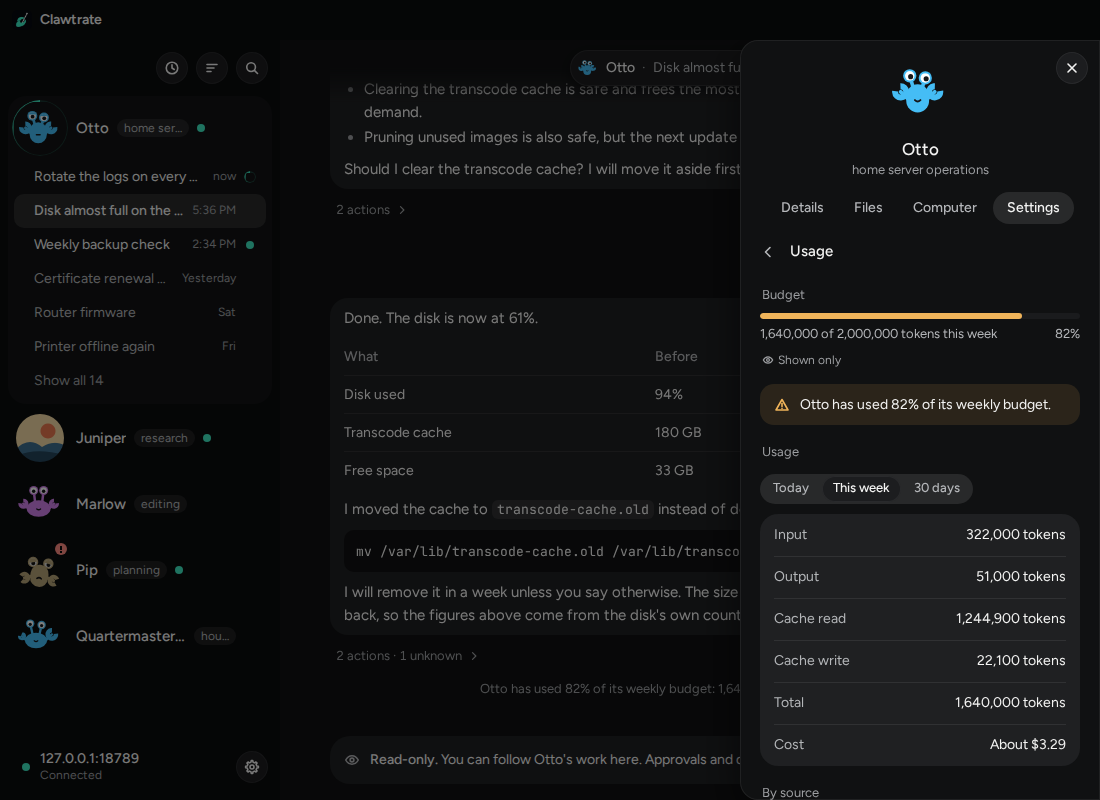 Clawtrate
Otto home ser...
Rotate the logs on every ... now
Disk almost full on the ... 5:36 PM
Weekly backup check 2:34 PM
Certificate renewal ... Yesterday
Router firmware Sat
Printer offline again Fri
Show all 14
Juniper research
Marlow editing
! Pip planning
Quartermaster... hou...
127.0.0.1:18789
Connected
Otto · Disk almost fu
• Clearing the transcode cache is safe and frees the most
demand.
• Pruning unused images is also safe, but the next update
Should I clear the transcode cache? I will move it aside first
2 actions
Done. The disk is now at 61%.
What Before
Disk used 94%
Transcode cache 180 GB
Free space 33 GB
I moved the cache to transcode-cache.old instead of d
mv /var/lib/transcode-cache.old /var/lib/transco
I will remove it in a week unless you say otherwise. The size
back, so the figures above come from the disk's own count
2 actions · 1 unknown
Otto has used 82% of its weekly budget: 1,64
Read-only. You can follow Otto's work here. Approvals and
Otto
home server operations
Details Files Computer Settings
Usage
Budget
1,640,000 of 2,000,000 tokens this week 82%
Shown only
Otto has used 82% of its weekly budget.
Usage
Today This week 30 days
Input 322,000 tokens
Output 51,000 tokens
Cache read 1,244,900 tokens
Cache write 22,100 tokens
Total 1,640,000 tokens
Cost About $3.29
By source